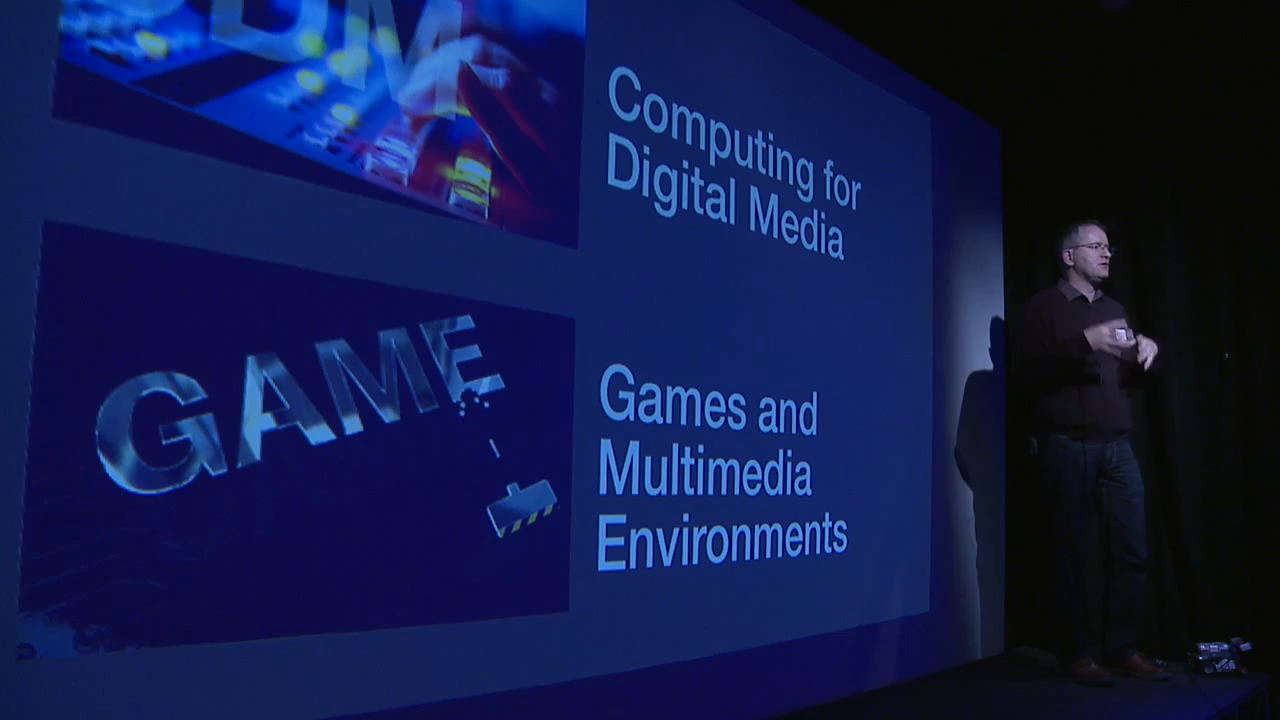 Computing for
Digital Media
GAME
Games and
Multimedia
Environments